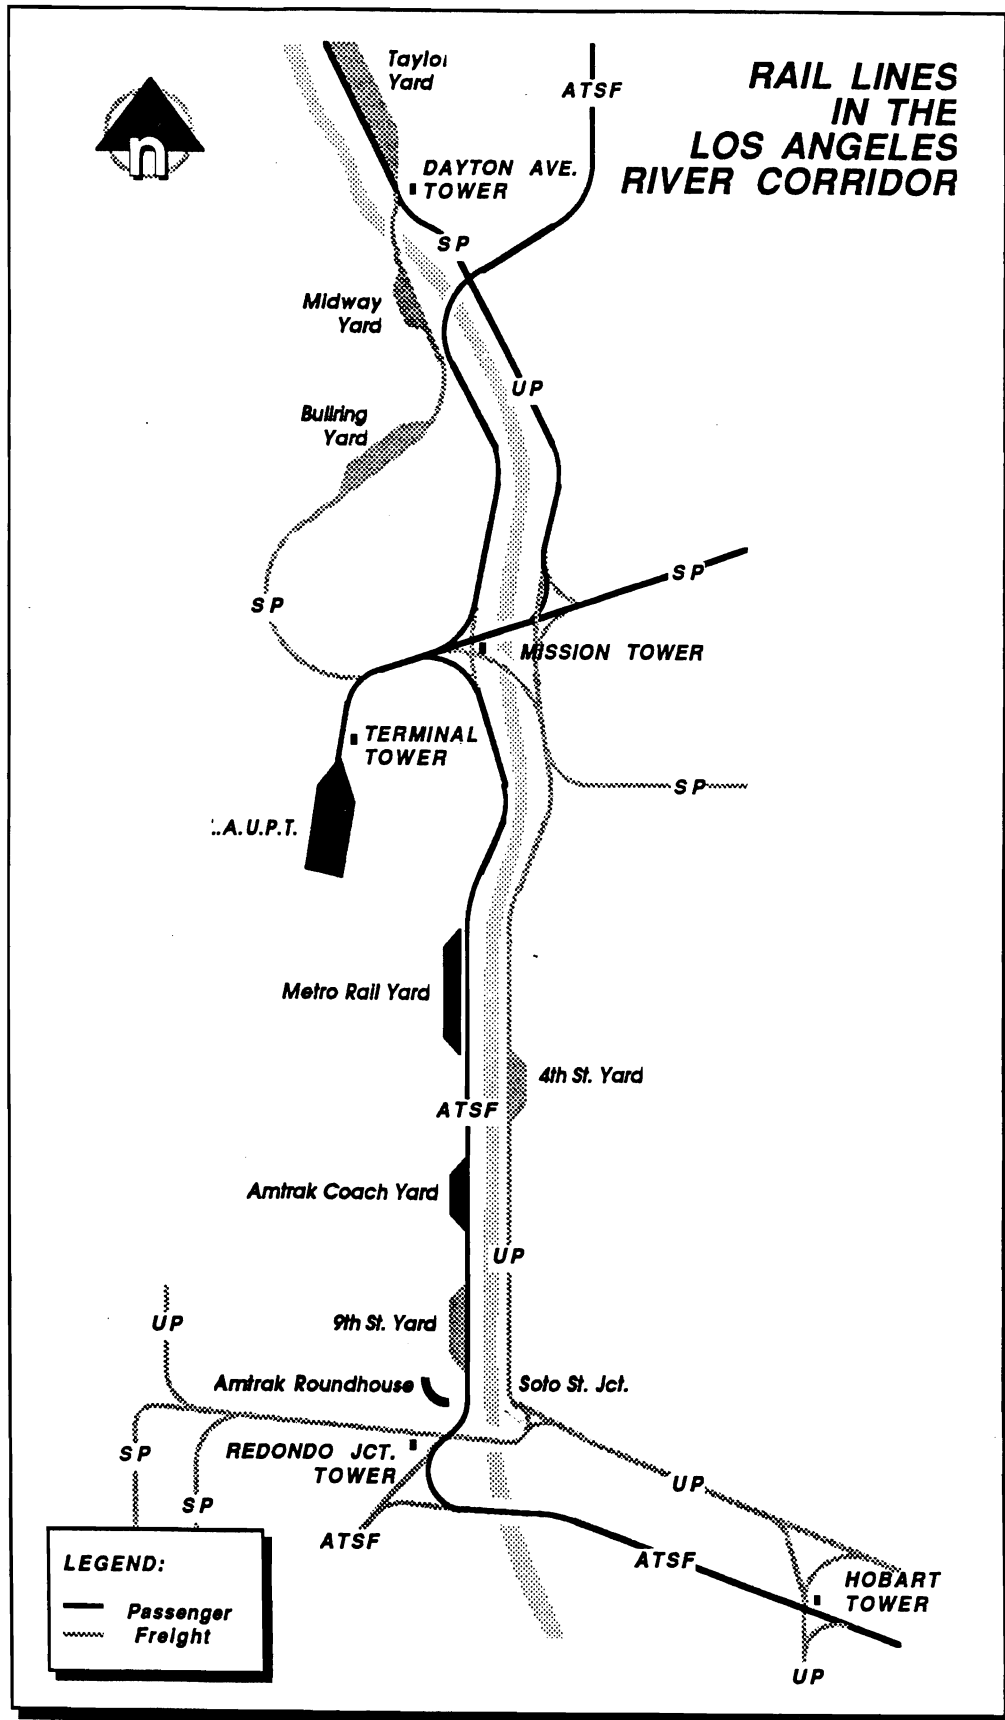 RAIL LINES
IN THE
LOS ANGELES
RIVER CORRIDOR
n
Taylor
Yard
ATSF
DAYTON AVE.
TOWER
SP
Midway
Yard
UP
Bullring
Yard
SP
SP
MISSION TOWER
TERMINAL
TOWER
SP
L.A.U.P.T.
Metro Rail Yard
4th St. Yard
ATSF
Amtrak Coach Yard
UP
UP
9th St. Yard
Amtrak Roundhouse
Soto St. Jct.
SP
REDONDO JCT.
TOWER
UP
SP
ATSF
ATSF
HOBART
TOWER
UP
LEGEND:
Passenger
Freight